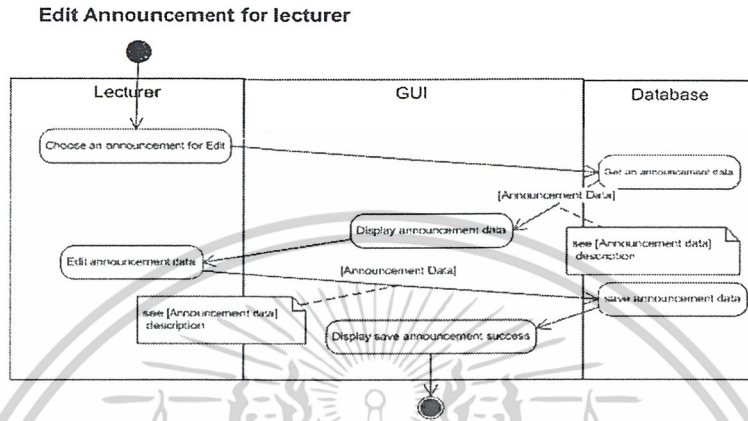 Edit Announcement for lecturer
Lecturer
GUI
Database
Choose an announcement for Edit
Get an announcement data
[Announcement Data]
Display announcement data
see [Announcement data]
description
Edit announcement data
[Announcement Data]
save announcement data
see [Announcement data]
description
Display save announcement success